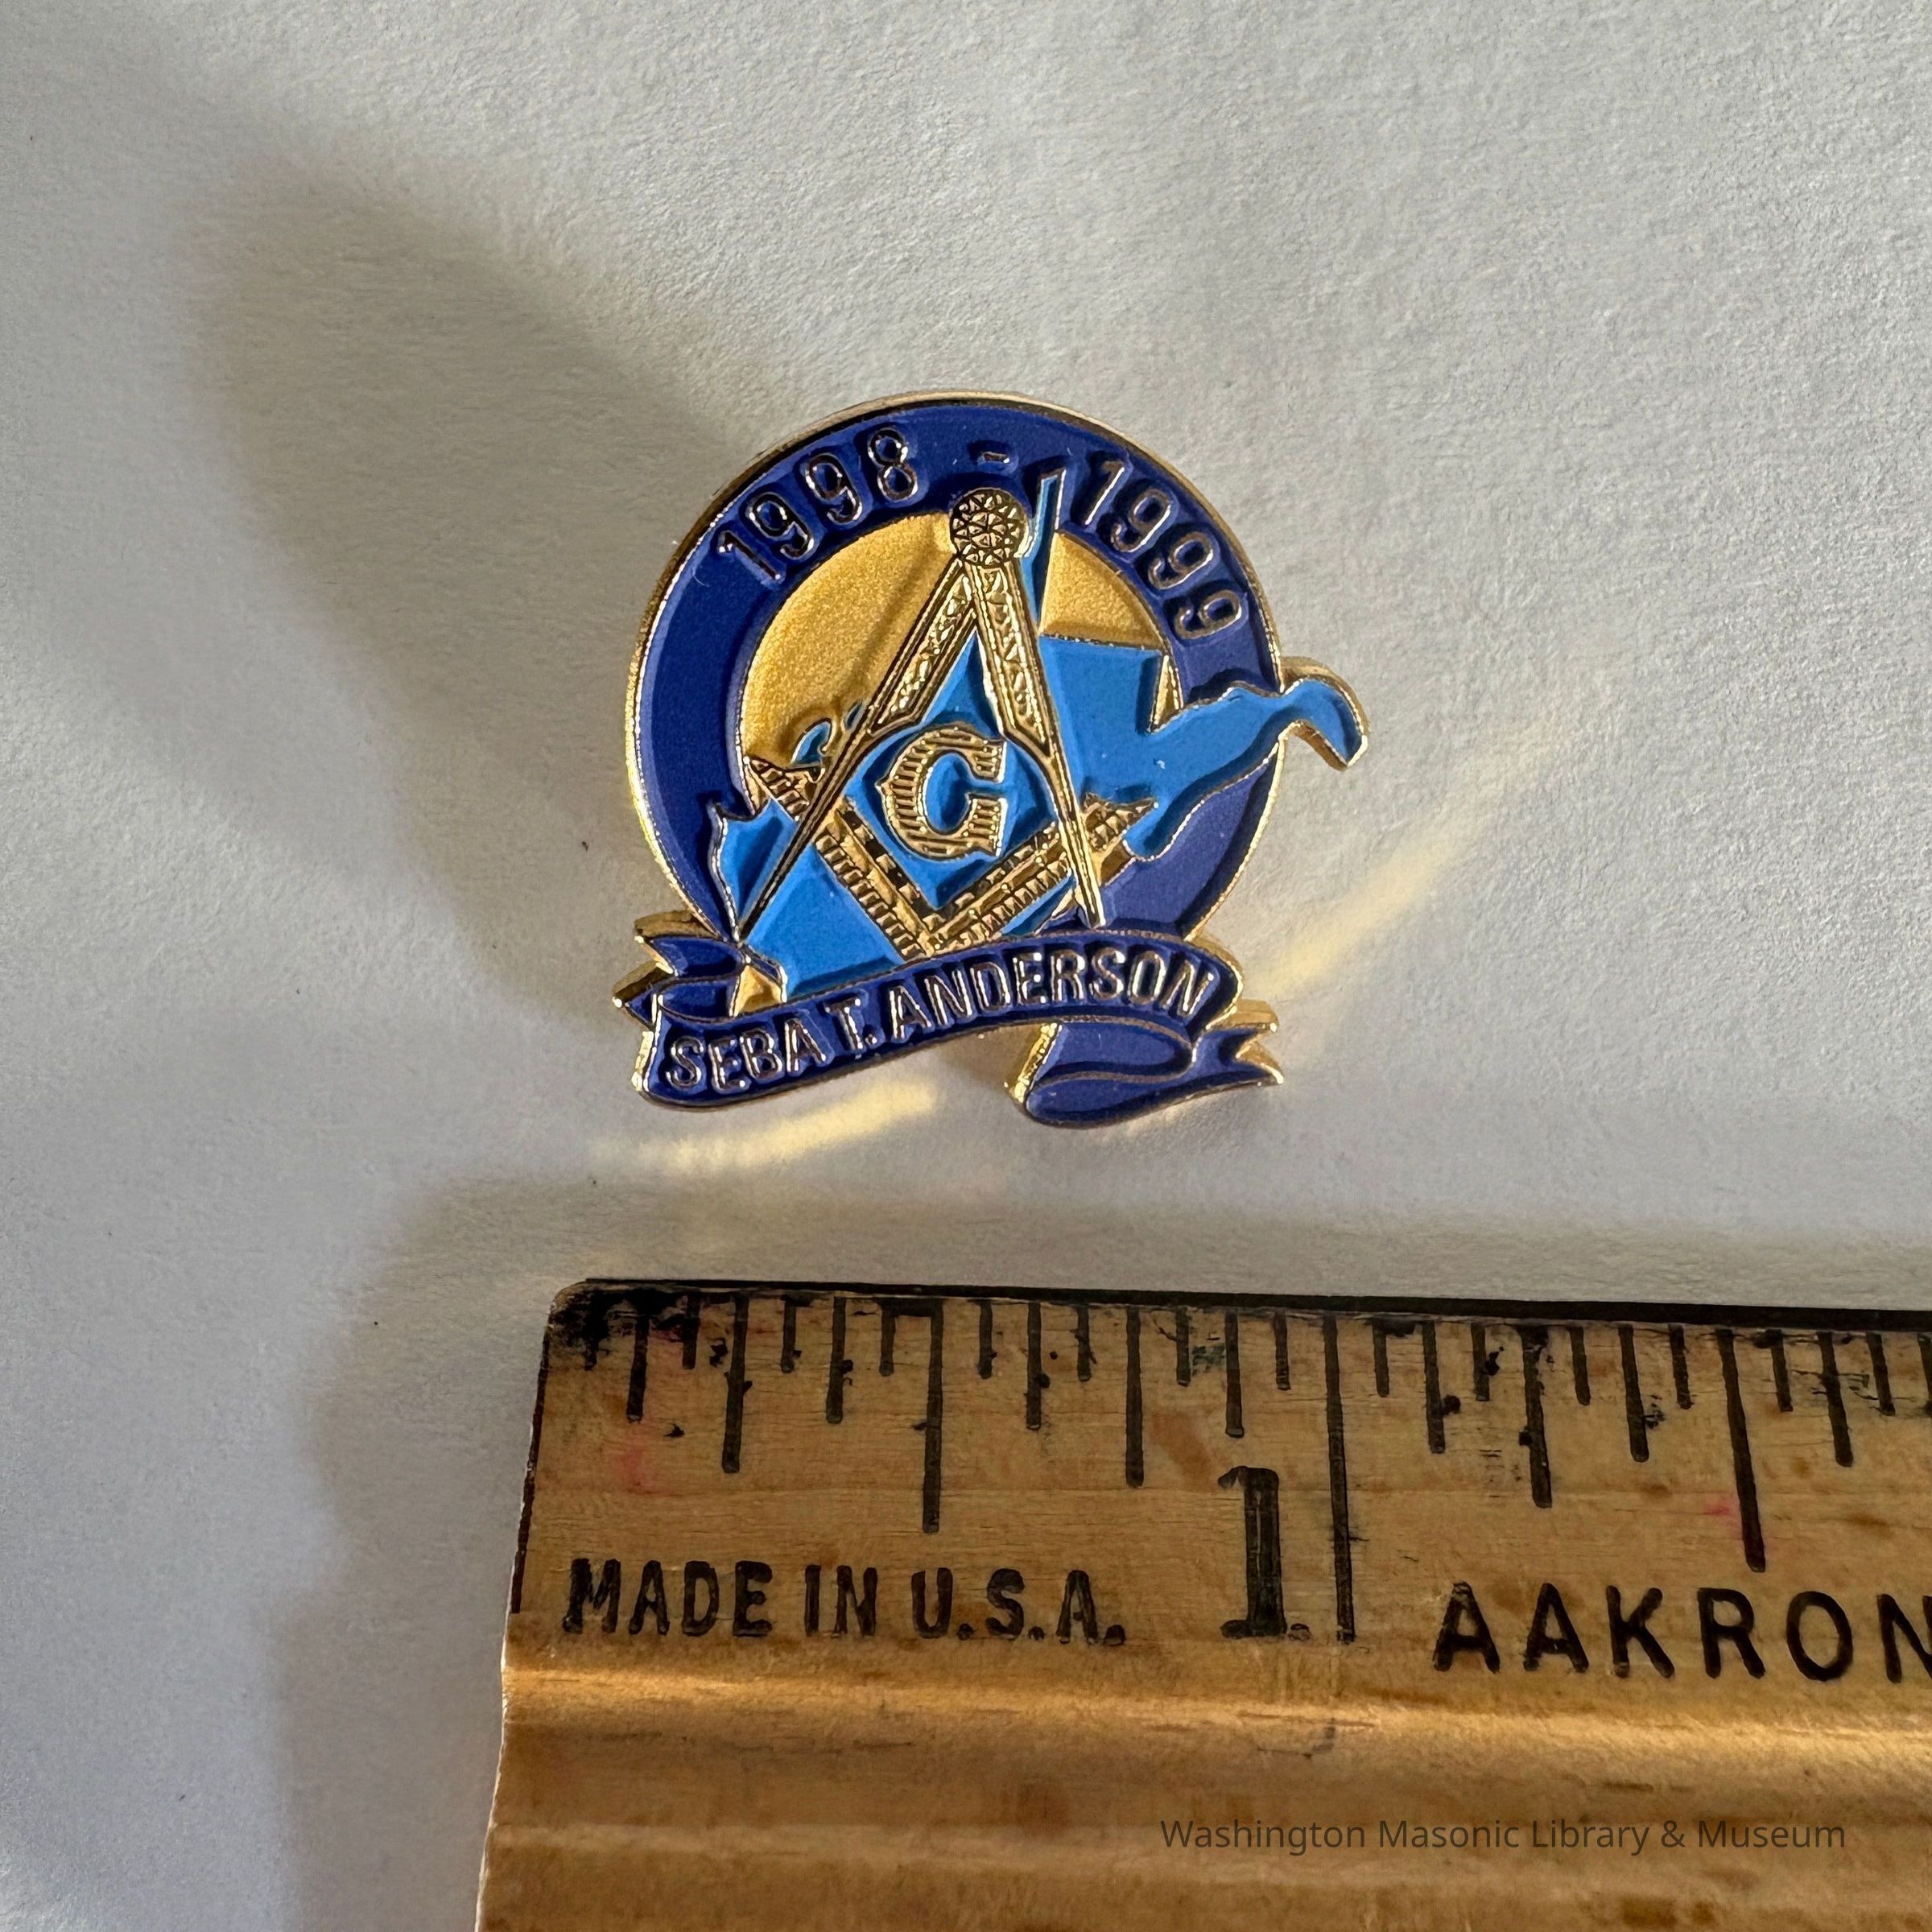 1998 - 1999
G
SEBA T. ANDERSON
1
MADE IN U.S.A.
AAKRON
Washington Masonic Library & Museum